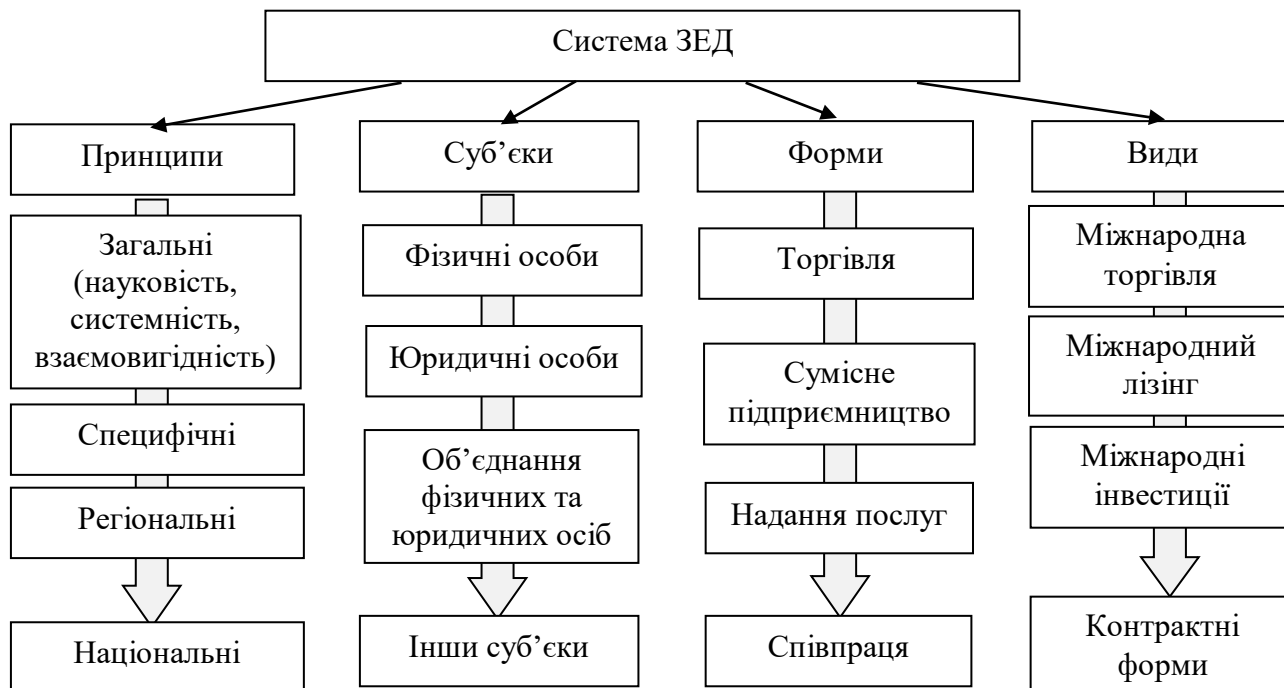 Система ЗЕД
Принципи
Суб’єки
Форми
Види
Загальні
(науковість,
системність,
взаємовигідність)
Специфічні
Регіональні
Національні
Фізичні особи
Юридичні особи
Об’єднання
фізичних та
юридичних осіб
Інши суб’єки
Торгівля
Сумісне
підприємництво
Надання послуг
Співпраця
Міжнародна
торгівля
Міжнародний
лізінг
Міжнародні
інвестиції
Контрактні
форми